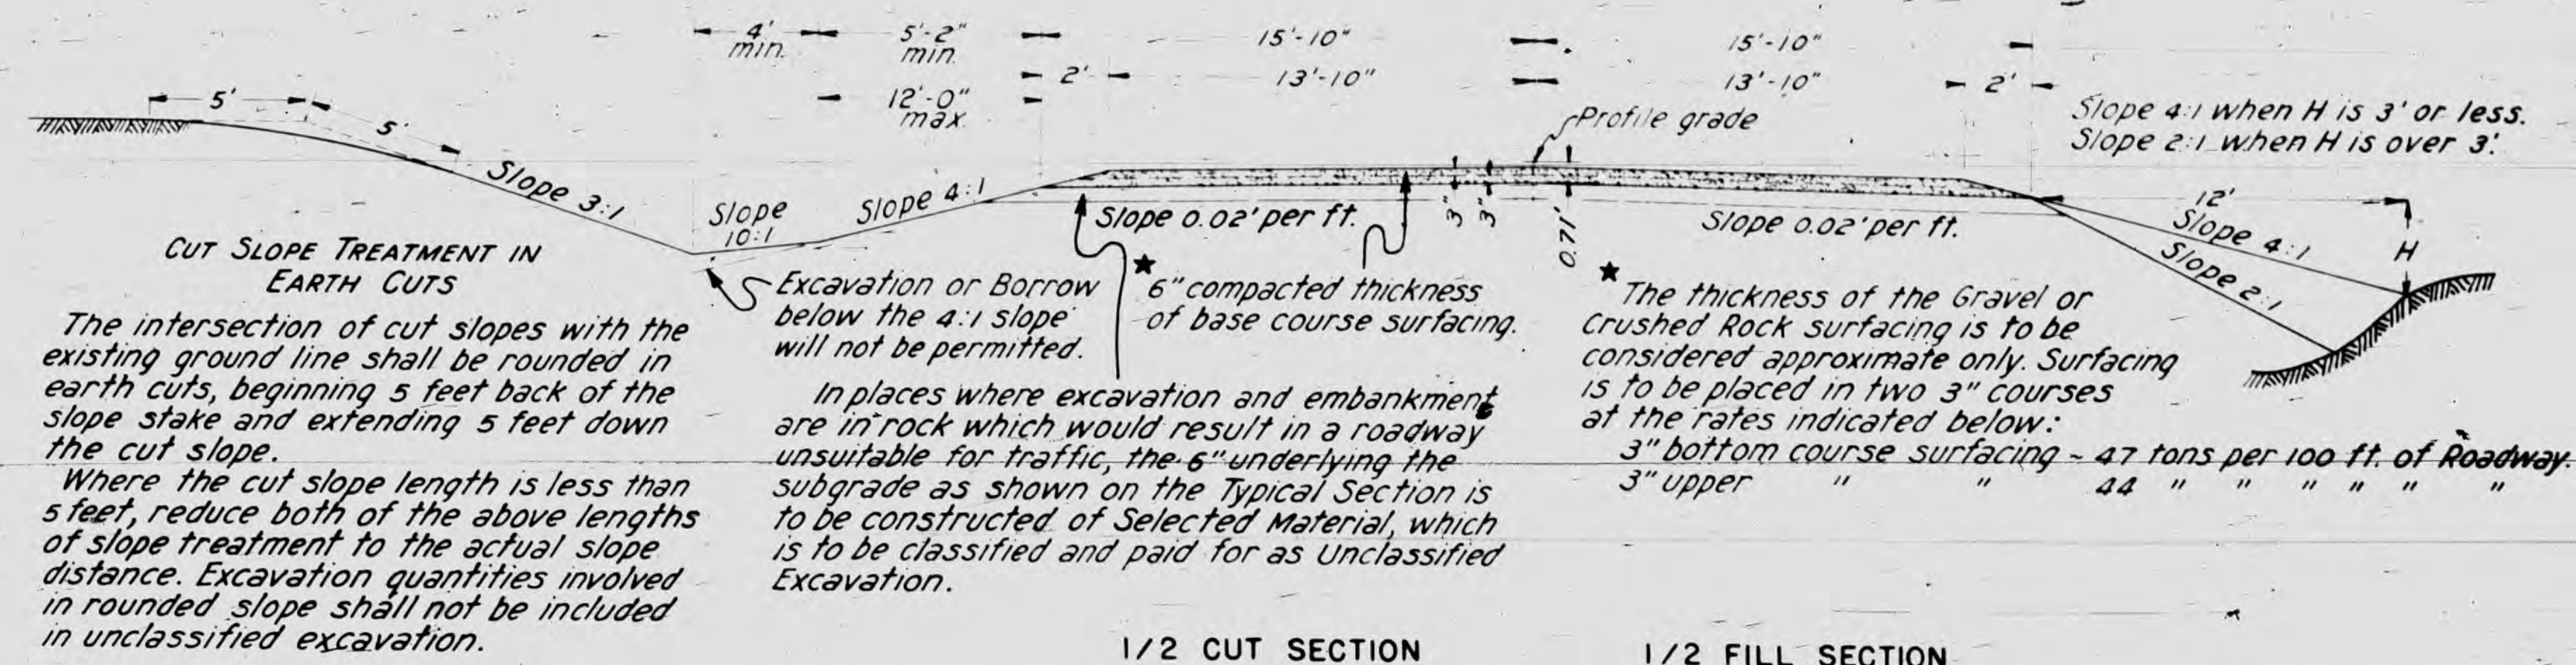 4'
min.
5'-2"
min.
15'-10"
15'-10"
2'
13'-10"
13'-10"
2'
12'-0"
max.
5'
5'
Profile grade
Slope 4:1 when H is 3' or less.
Slope 2:1 when H is over 3'.
Slope 3:1
Slope
10:1
Slope 4:1
Slope 0.02' per ft.
3"
3"
0.71'
Slope 0.02' per ft.
12'
Slope 4:1
Slope 2:1
H
CUT SLOPE TREATMENT IN
EARTH CUTS
The intersection of cut slopes with the
existing ground line shall be rounded in
earth cuts, beginning 5 feet back of the
slope stake and extending 5 feet down
the cut slope.
Where the cut slope length is less than
5 feet, reduce both of the above lengths
of slope treatment to the actual slope
distance. Excavation quantities involved
in rounded slope shall not be included
in unclassified excavation.
Excavation or Borrow
below the 4:1 slope
will not be permitted.
★
6" compacted thickness
of base course surfacing.
In places where excavation and embankment
are in rock which would result in a roadway
unsuitable for traffic, the 6" underlying the
subgrade as shown on the Typical Section is
to be constructed of Selected Material, which
is to be classified and paid for as Unclassified
Excavation.
★
The thickness of the Gravel or
Crushed Rock surfacing is to be
considered approximate only. Surfacing
is to be placed in two 3" courses
at the rates indicated below:
3" bottom course surfacing ~ 47 tons per 100 ft. of Roadway.
3" upper " " 44 " " " " " "
1/2 CUT SECTION
1/2 FILL SECTION